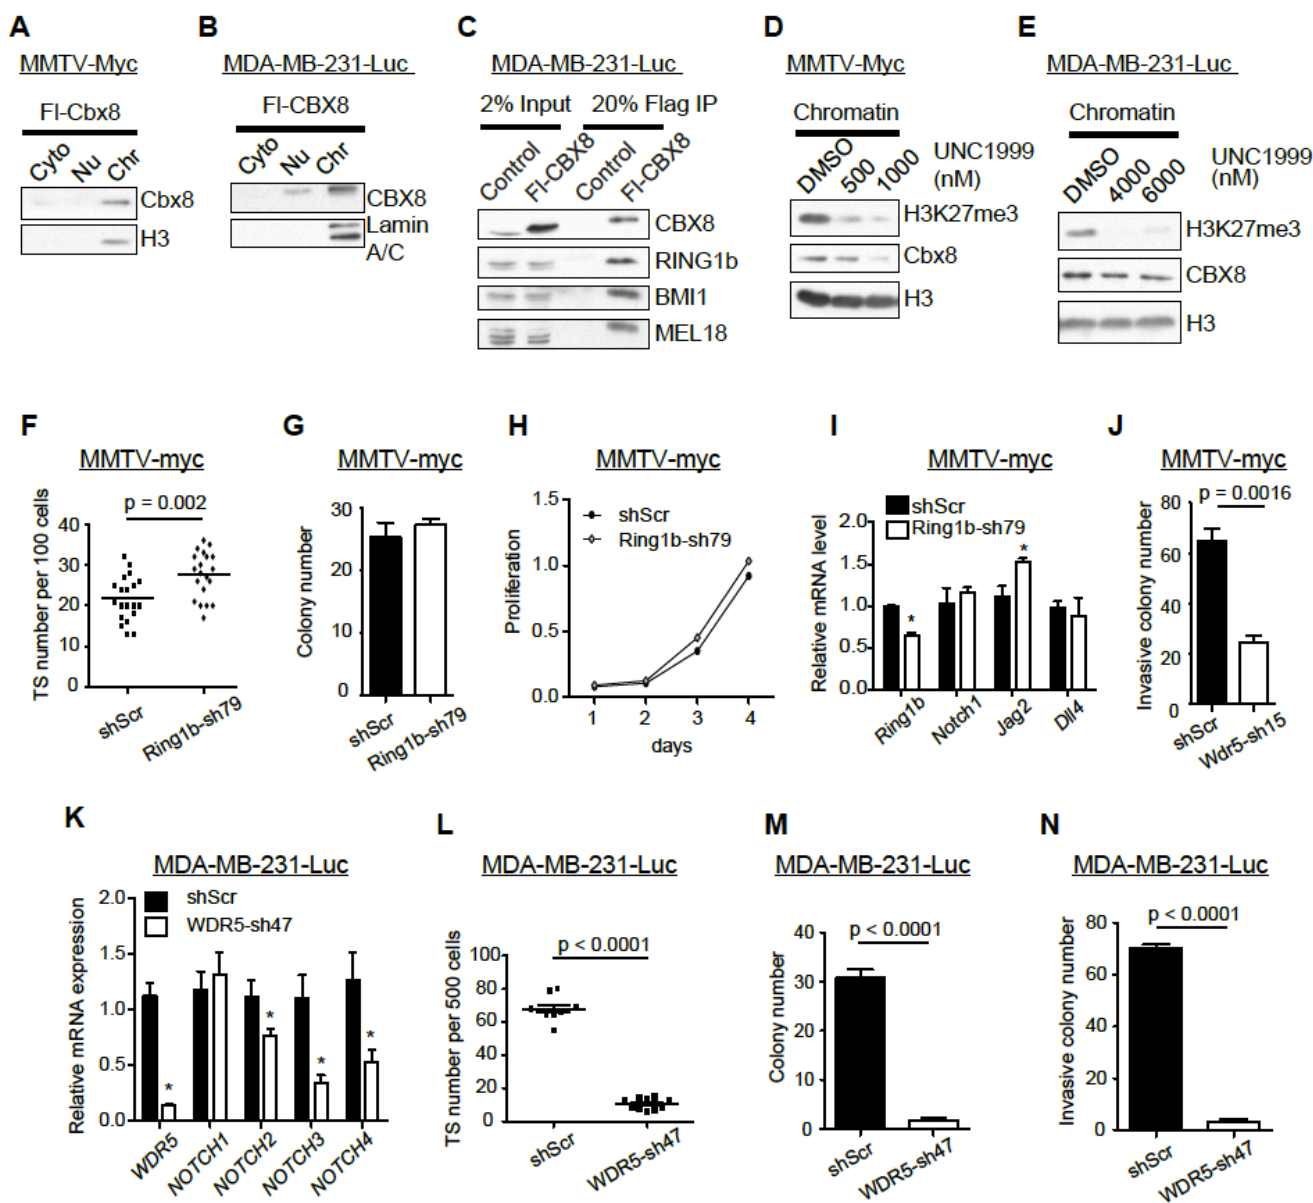 A
MMTV-Myc
Fl-Cbx8
Cyto
Nu
Chr
Cbx8
H3
B
MDA-MB-231-Luc
Fl-CBX8
Cyto
Nu
Chr
CBX8
Lamin
A/C
C
MDA-MB-231-Luc
2% Input
20% Flag IP
Control
Fl-CBX8
Control
Fl-CBX8
CBX8
RING1b
BMI1
MEL18
D
MMTV-Myc
Chromatin
DMSO
500
1000
UNC1999
(nM)
H3K27me3
Cbx8
H3
E
MDA-MB-231-Luc
Chromatin
DMSO
4000
6000
UNC1999
(nM)
H3K27me3
CBX8
H3
F
MMTV-myc
p = 0.002
TS number per 100 cells
40
30
20
10
0
shScr
Ring1b-sh79
G
MMTV-myc
Colony number
30
20
10
0
shScr
Ring1b-sh79
H
MMTV-myc
Proliferation
1.5
1.0
0.5
0.0
shScr
Ring1b-sh79
1
2
3
4
days
I
MMTV-myc
shScr
Ring1b-sh79
Relative mRNA level
2.0
1.5
1.0
0.5
0.0
*
*
Ring1b
Notch1
Jag2
Dll4
J
MMTV-myc
p = 0.0016
Invasive colony number
80
60
40
20
0
shScr
Wdr5-sh15
K
MDA-MB-231-Luc
shScr
WDR5-sh47
Relative mRNA expression
2.0
1.5
1.0
0.5
0.0
*
*
*
*
WDR5
NOTCH1
NOTCH2
NOTCH3
NOTCH4
L
MDA-MB-231-Luc
p < 0.0001
TS number per 500 cells
100
80
60
40
20
0
shScr
WDR5-sh47
M
MDA-MB-231-Luc
p < 0.0001
Colony number
40
30
20
10
0
shScr
WDR5-sh47
N
MDA-MB-231-Luc
p < 0.0001
Invasive colony number
80
60
40
20
0
shScr
WDR5-sh47